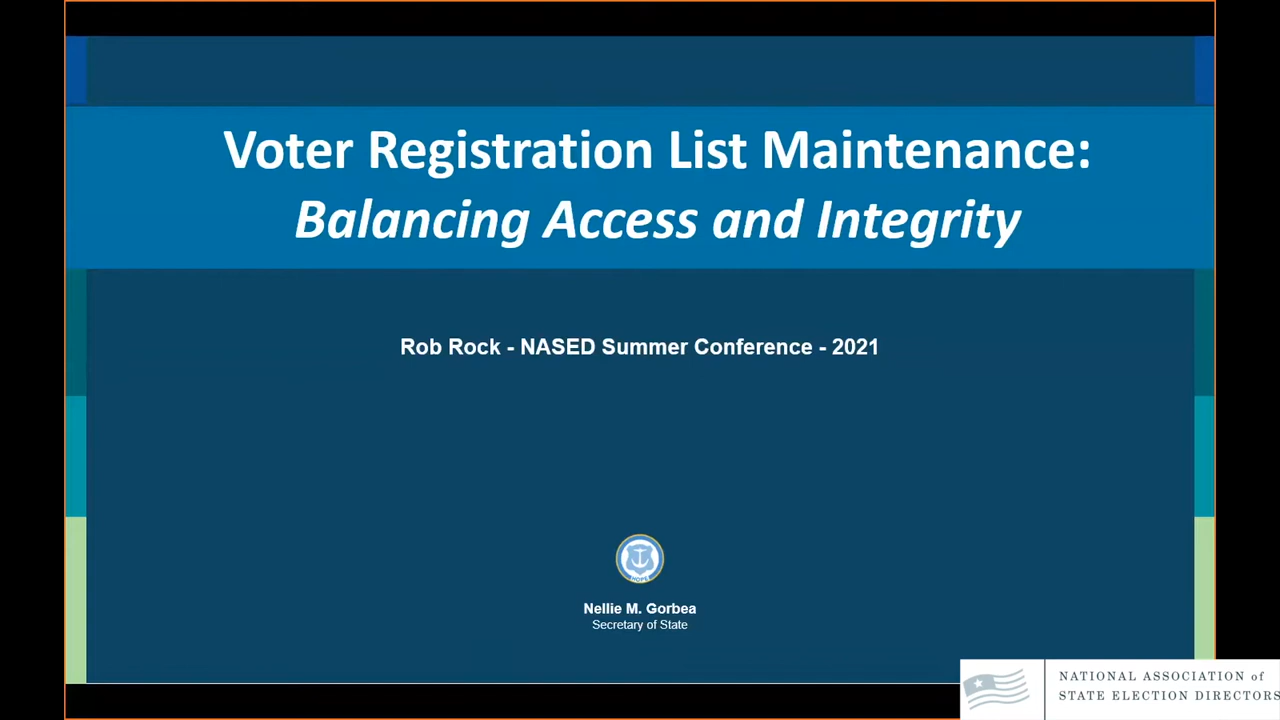 Voter Registration List Maintenance:
Balancing Access and Integrity
Rob Rock - NASED Summer Conference - 2021
HOPE
Nellie M. Gorbea
Secretary of State
NATIONAL ASSOCIATION of
STATE ELECTION DIRECTORS